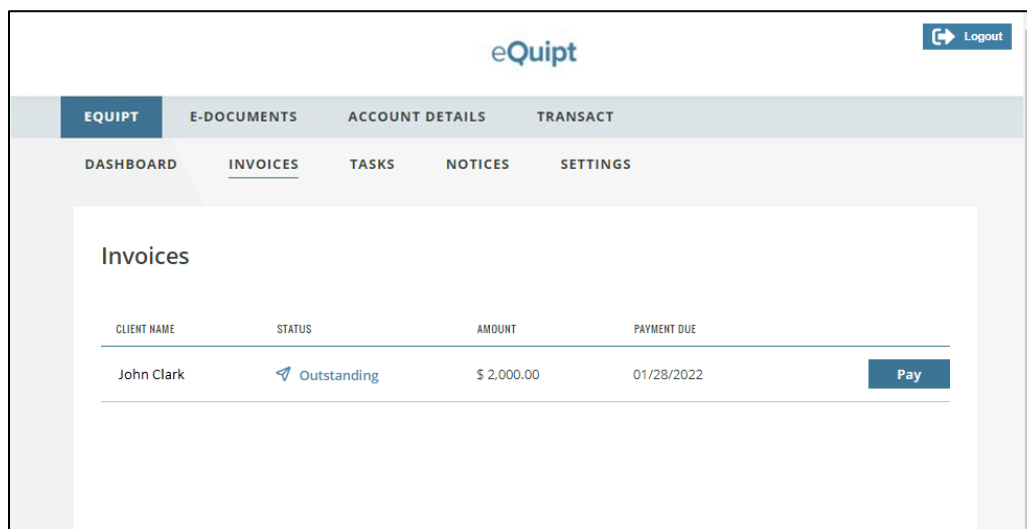 eQuipt
Logout
EQUIPT E-DOCUMENTS ACCOUNT DETAILS TRANSACT
DASHBOARD INVOICES TASKS NOTICES SETTINGS
Invoices
CLIENT NAME STATUS AMOUNT PAYMENT DUE
John Clark Outstanding $ 2,000.00 01/28/2022 Pay